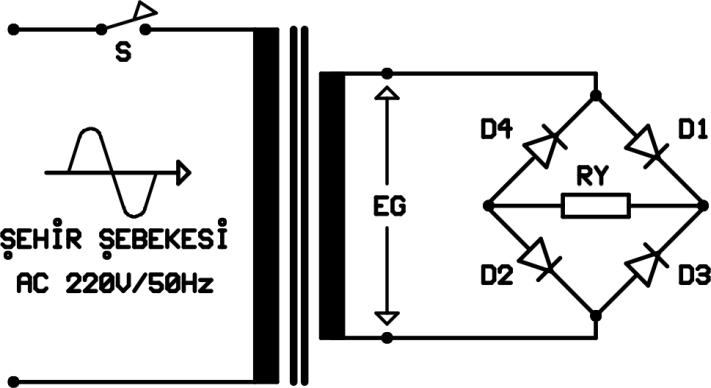 S
D4
D1
RY
EG
ŞEHİR ŞEBEKESİ
AC 220V/50Hz
D2
D3